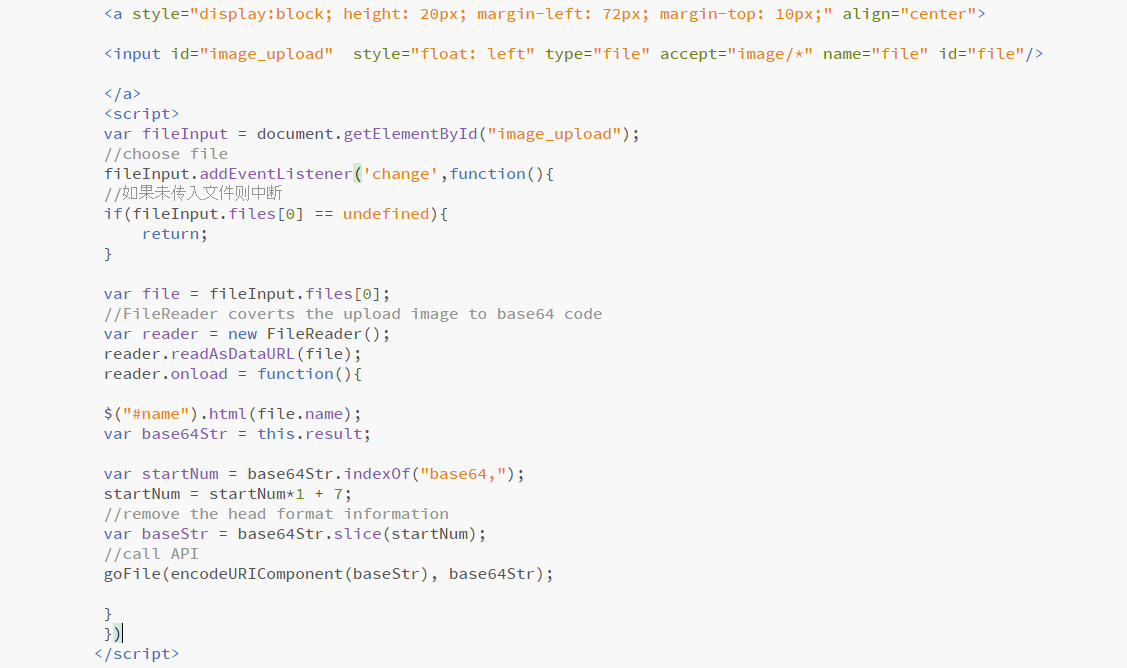 <a style="display:block; height: 20px; margin-left: 72px; margin-top: 10px;" align="center">
<input id="image_upload"  style="float: left" type="file" accept="image/*" name="file" id="file"/>
</a>
<script>
var fileInput = document.getElementById("image_upload");
//choose file
fileInput.addEventListener('change',function(){
//如果未传入文件则中断
if(fileInput.files[0] == undefined){
    return;
}
var file = fileInput.files[0];
//FileReader coverts the upload image to base64 code
var reader = new FileReader();
reader.readAsDataURL(file);
reader.onload = function(){
$("#name").html(file.name);
var base64Str = this.result;
var startNum = base64Str.indexOf("base64,");
startNum = startNum*1 + 7;
//remove the head format information
var baseStr = base64Str.slice(startNum);
//call API
goFile(encodeURIComponent(baseStr), base64Str);
}
})
</script>